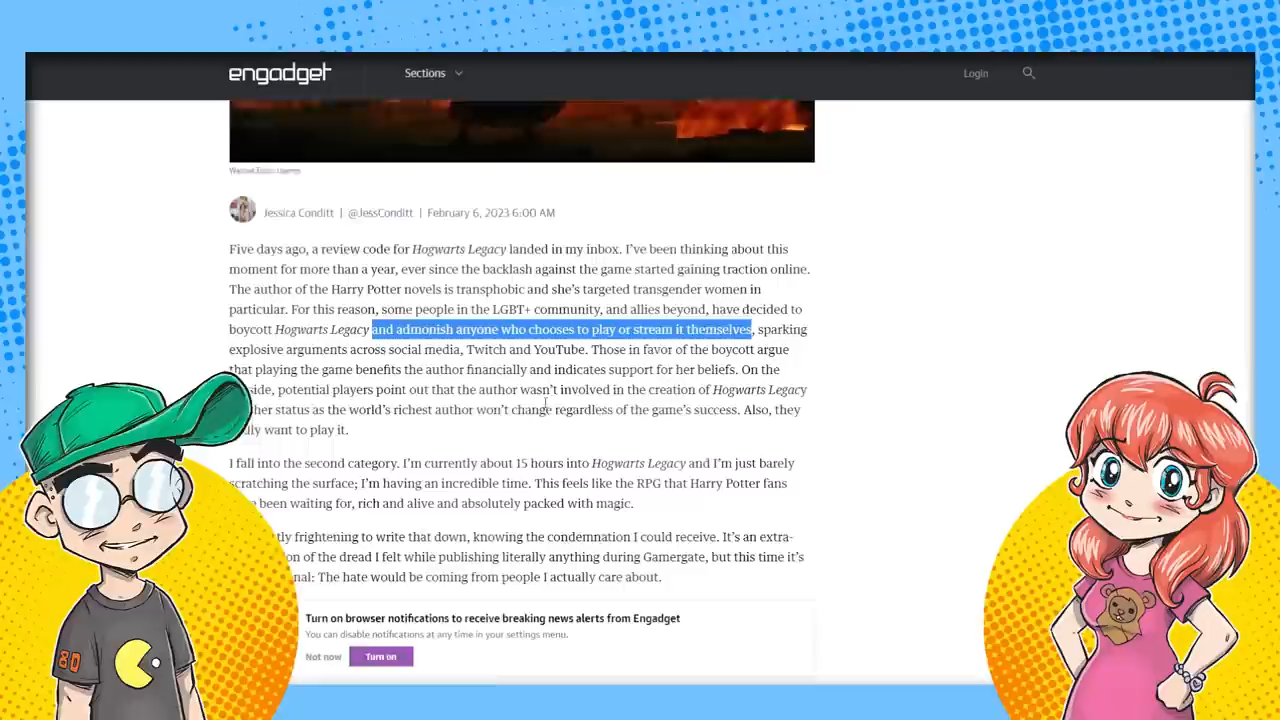 engadget
Sections
Login
Jessica Conditt | @JessConditt | February 6, 2023 6:00 AM
Five days ago, a review code for Hogwarts Legacy landed in my inbox. I've been thinking about this
moment for more than a year, ever since the backlash against the game started gaining traction online.
The author of the Harry Potter novels is transphobic and she's targeted transgender women in
particular. For this reason, some people in the LGBT+ community, and allies beyond, have decided to
boycott Hogwarts Legacy and admonish anyone who chooses to play or stream it themselves, sparking
explosive arguments across social media, Twitch and YouTube. Those in favor of the boycott argue
that playing the game benefits the author financially and indicates support for her beliefs. On the
potential players point out that the author wasn't involved in the creation of Hogwarts Legacy
her status as the world's richest author won't change regardless of the game's success. Also, they
want to play it.
I fall into the second category. I'm currently about 15 hours into Hogwarts Legacy and I'm just barely
scratching the surface; I'm having an incredible time. This feels like the RPG that Harry Potter fans
been waiting for, rich and alive and absolutely packed with magic.
frightening to write that down, knowing the condemnation I could receive. It's an extra-
of the dread I felt while publishing literally anything during Gamergate, but this time it's
The hate would be coming from people I actually care about.
Turn on browser notifications to receive breaking news alerts from Engadget
You can disable notifications at any time in your settings menu.
Not now Turn on
80